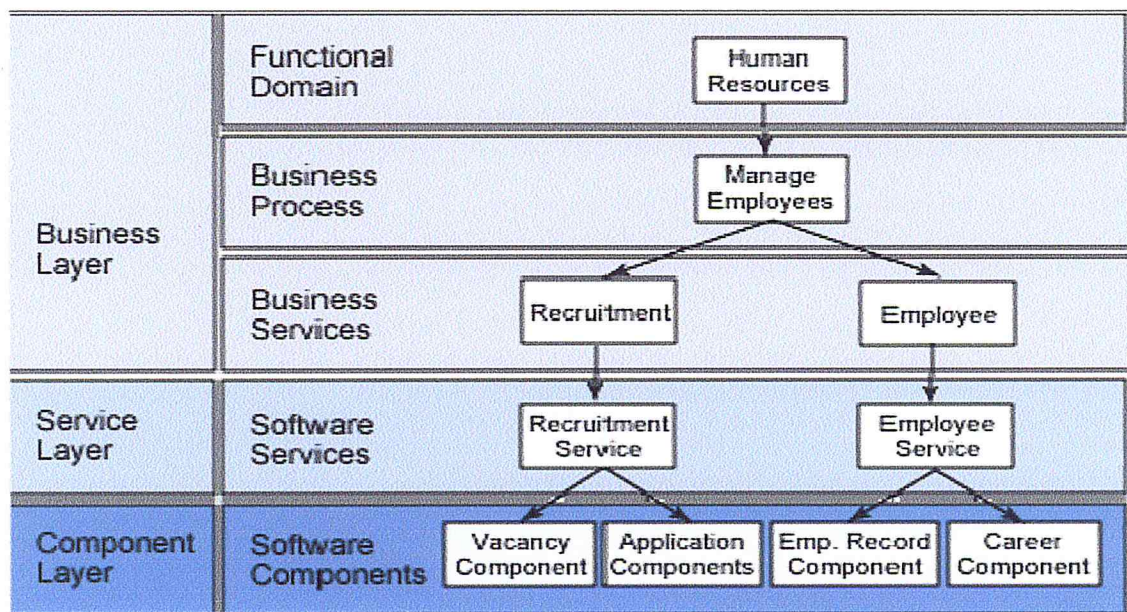 Functional
Domain
Human
Resources
Business
Layer
Business
Process
Manage
Employees
Business
Services
Recruitment
Employee
Service
Layer
Software
Services
Recruitment
Service
Employee
Service
Component
Layer
Software
Components
Vacancy
Component
Application
Components
Emp. Record
Component
Career
Component